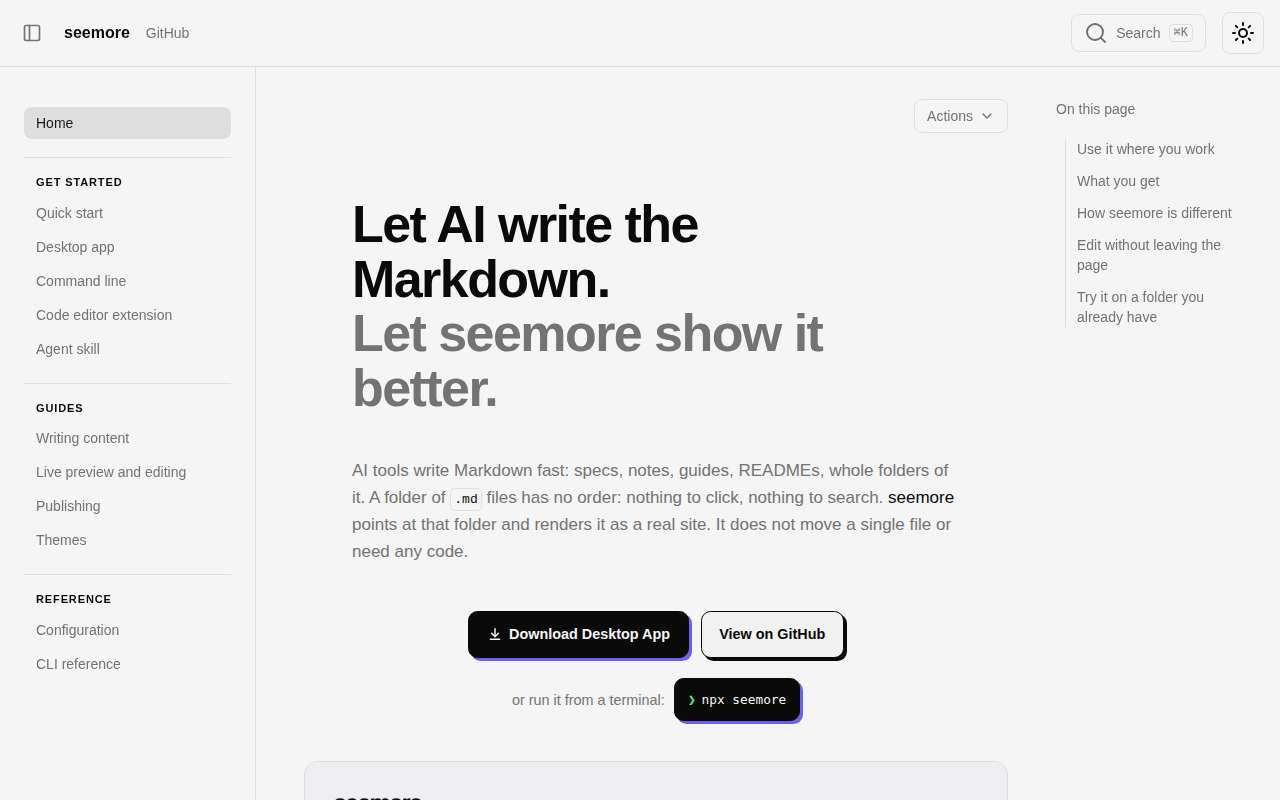 seemore
GitHub
Search ⌘K
Home
GET STARTED
Quick start
Desktop app
Command line
Code editor extension
Agent skill
GUIDES
Writing content
Live preview and editing
Publishing
Themes
REFERENCE
Configuration
CLI reference
Actions
Let AI write the
Markdown.
Let seemore show it
better.
AI tools write Markdown fast: specs, notes, guides, READMEs, whole folders of
it. A folder of .md files has no order: nothing to click, nothing to search. seemore
points at that folder and renders it as a real site. It does not move a single file or
need any code.
Download Desktop App
View on GitHub
or run it from a terminal: ❯ npx seemore
seemore
On this page
Use it where you work
What you get
How seemore is different
Edit without leaving the
page
Try it on a folder you
already have